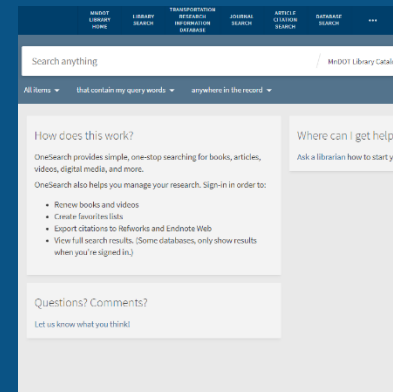 MNDOT LIBRARY HOME
LIBRARY SEARCH
TRANSPORTATION RESEARCH INFORMATION DATABASE
JOURNAL SEARCH
ARTICLE CITATION SEARCH
DATABASE SEARCH
•••
Search anything
/ MnDOT Library Catal
All items
that contain my query words
anywhere in the record
How does this work?
OneSearch provides simple, one-stop searching for books, articles,
videos, digital media, and more.
OneSearch also helps you manage your research. Sign-in in order to:
• Renew books and videos
• Create favorites lists
• Export citations to Refworks and Endnote Web
• View full search results. (Some databases, only show results
when you're signed in.)
Where can I get help
Ask a librarian how to start y
Questions? Comments?
Let us know what you think!